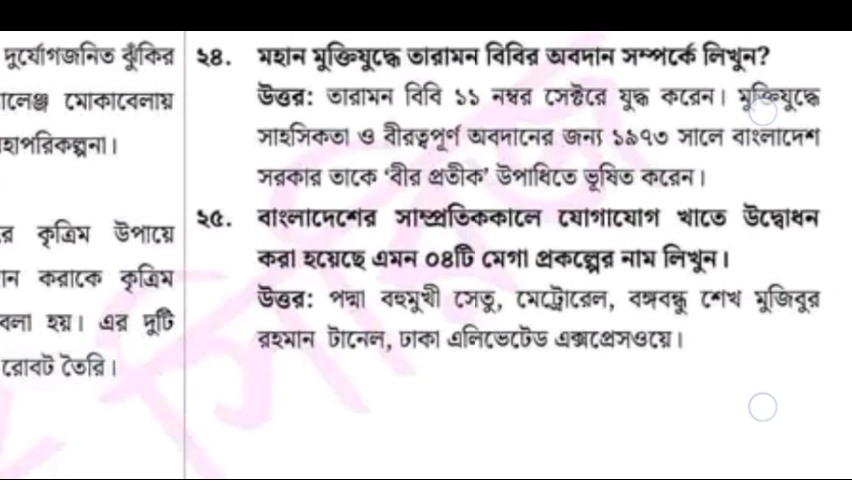 দুর্যোগজনিত ঝুঁকির
মোকাবেলায়
হাপরিকল্পনা।
কৃত্রিম উপায়ে
করাকে কৃত্রিম
বলা হয়। এর দুটি
রোবট তৈরি।
২৪. মহান মুক্তিযুদ্ধে তারামন বিবির অবদান সম্পর্কে লিখুন?
উত্তর: তারামন বিবি ১১ নম্বর সেক্টরে যুদ্ধ করেন। মুক্তিযুদ্ধে
সাহসিকতা ও বীরত্বপূর্ণ অবদানের জন্য ১৯৭৩ সালে বাংলাদেশ
সরকার তাকে ‘বীর প্রতীক’ উপাধিতে ভূষিত করেন।
২৫. বাংলাদেশের সাম্প্রতিককালে যোগাযোগ খাতে উদ্বোধন
করা হয়েছে এমন ০৪টি মেগা প্রকল্পের নাম লিখুন।
উত্তর: পদ্মা বহুমুখী সেতু, মেট্রোরেল, বঙ্গবন্ধু শেখ মুজিবুর
রহমান টানেল, ঢাকা এলিভেটেড এক্সপ্রেসওয়ে।